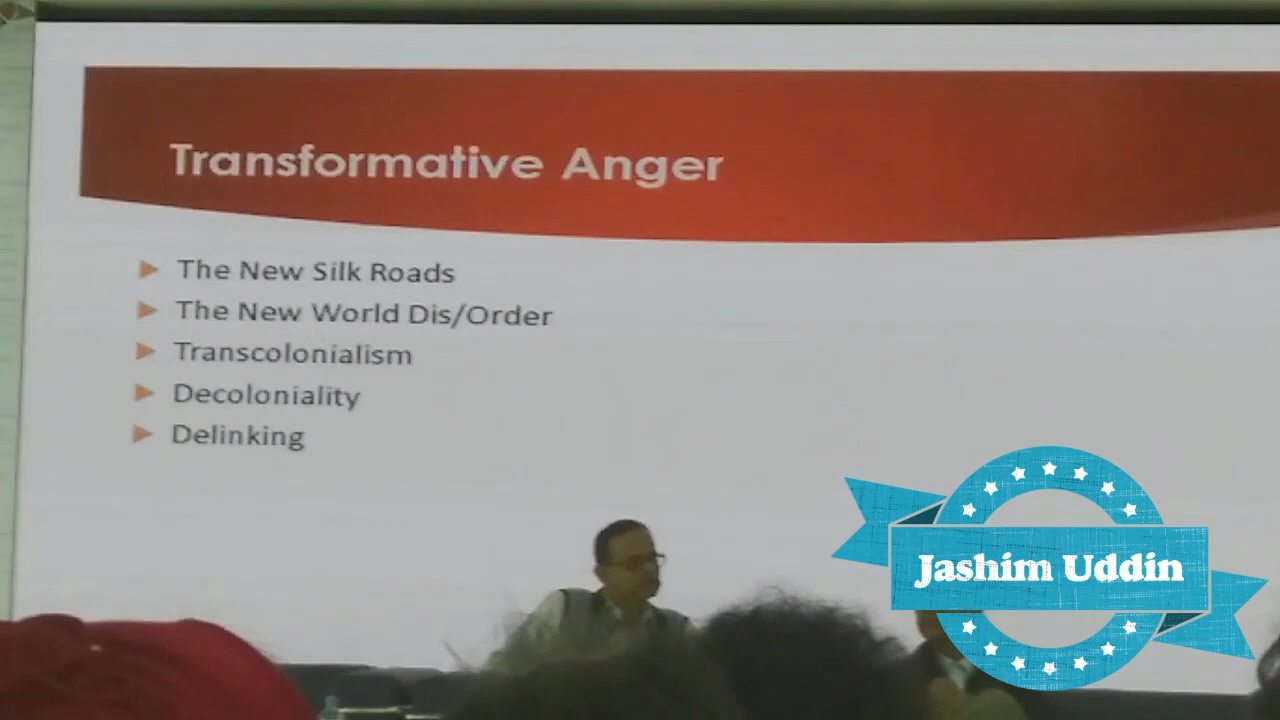 Transformative Anger
The New Silk Roads
The New World Dis/Order
Transcolonialism
Decoloniality
Delinking
Jashim Uddin